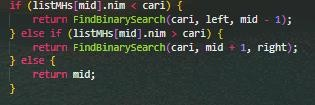 if (listMHs[mid].nim < cari) {
return FindBinarySearch(cari, left, mid - 1);
} else if (listMHs[mid].nim > cari) {
return FindBinarySearch(cari, mid + 1, right);
} else {
return mid;
}